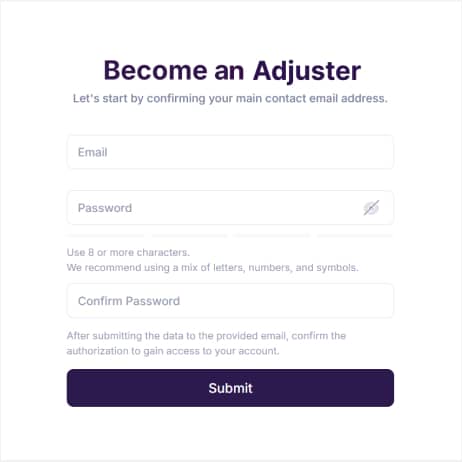 Become an Adjuster
Let's start by confirming your main contact email address.
Email
Password
Use 8 or more characters.
We recommend using a mix of letters, numbers, and symbols.
Confirm Password
After submitting the data to the provided email, confirm the
authorization to gain access to your account.
Submit